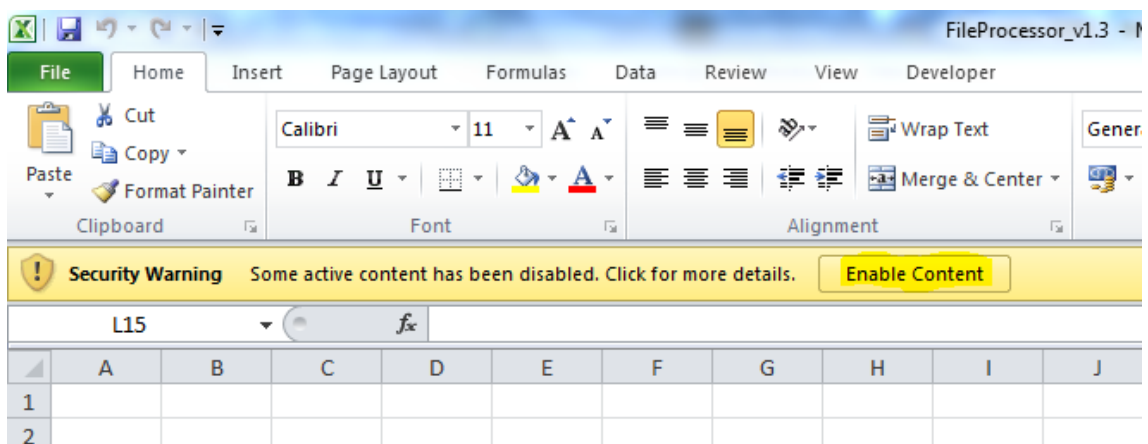 FileProcessor_v1.3 -
File Home Insert Page Layout Formulas Data Review View Developer
Cut
Copy
Format Painter
Paste
Calibri 11 A A
B I U A
Wrap Text
Merge & Center
Gener
Clipboard Font Alignment
Security Warning Some active content has been disabled. Click for more details. Enable Content
L15 fx
A B C D E F G H I J
1
2